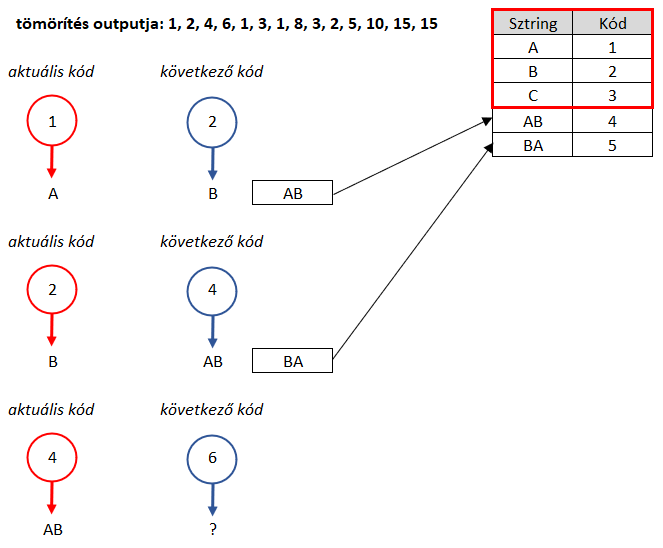 tömörítés outputja: 1, 2, 4, 6, 1, 3, 1, 8, 3, 2, 5, 10, 15, 15
Sztring Kód
A 1
B 2
C 3
AB 4
BA 5
aktuális kód következő kód
1 2
A B AB
aktuális kód következő kód
2 4
B AB BA
aktuális kód következő kód
4 6
AB ?